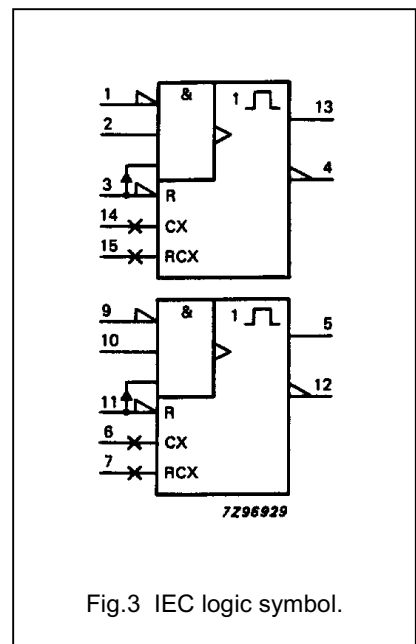 1 & 1 13
2
4
3 R
14 CX
15 RCX
9 & 1 5
10
12
11 R
6 CX
7 RCX
7Z96929
Fig.3 IEC logic symbol.